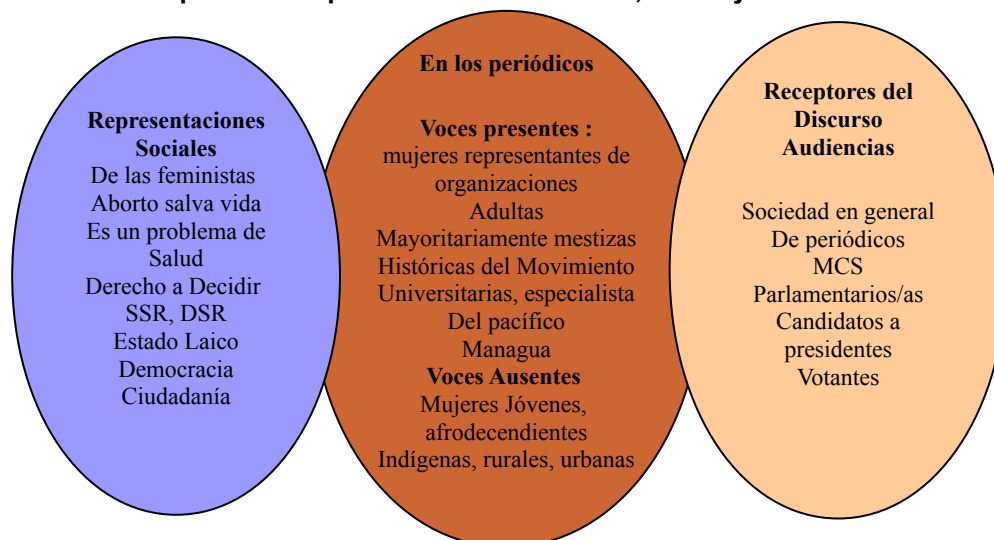 Representaciones
Sociales
De las feministas
Aborto salva vida
Es un problema de
Salud
Derecho a Decidir
SSR, DSR
Estado Laico
Democracia
Ciudadanía
En los periódicos
Voces presentes :
mujeres representantes de
organizaciones
Adultas
Mayoritariamente mestizas
Históricas del Movimiento
Universitarias, especialista
Del pacífico
Managua
Voces Ausentes
Mujeres Jóvenes,
afrodecendientes
Indígenas, rurales, urbanas
Receptores del
Discurso
Audiencias
Sociedad en general
De periódicos
MCS
Parlamentarios/as
Candidatos a
presidentes
Votantes